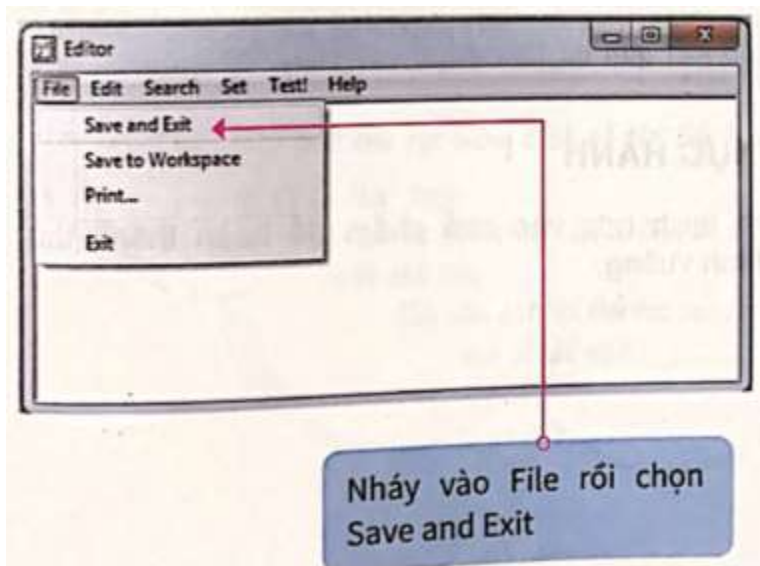 Editor
File Edit Search Set Test! Help
Save and Exit
Save to Workspace
Print...
Exit
Nháy vào File rồi chọn
Save and Exit